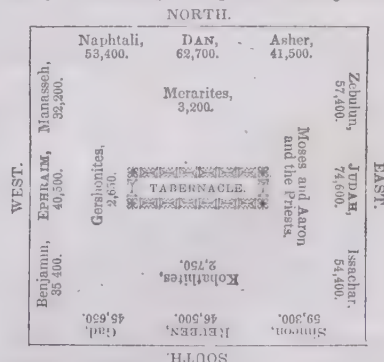 NORTH.
Naphtali,
53,400.
DAN,
62,700.
Asher,
41,500.
Merarites,
3,200.
WEST.
Manasseh,
32,200.
EPHRAIM,
40,500.
Benjamin,
35 400.
Gershonites,
2,630.
TABERNACLE.
Moses and Aaron
and the Priests.
Zebulun,
57,400.
JUDAH,
74,600.
Issachar,
54,400.
EAST.
Kohathites,
2,750.
Gad,
45,650.
REUBEN,
46,500.
Simeon,
59,300.
SOUTH.